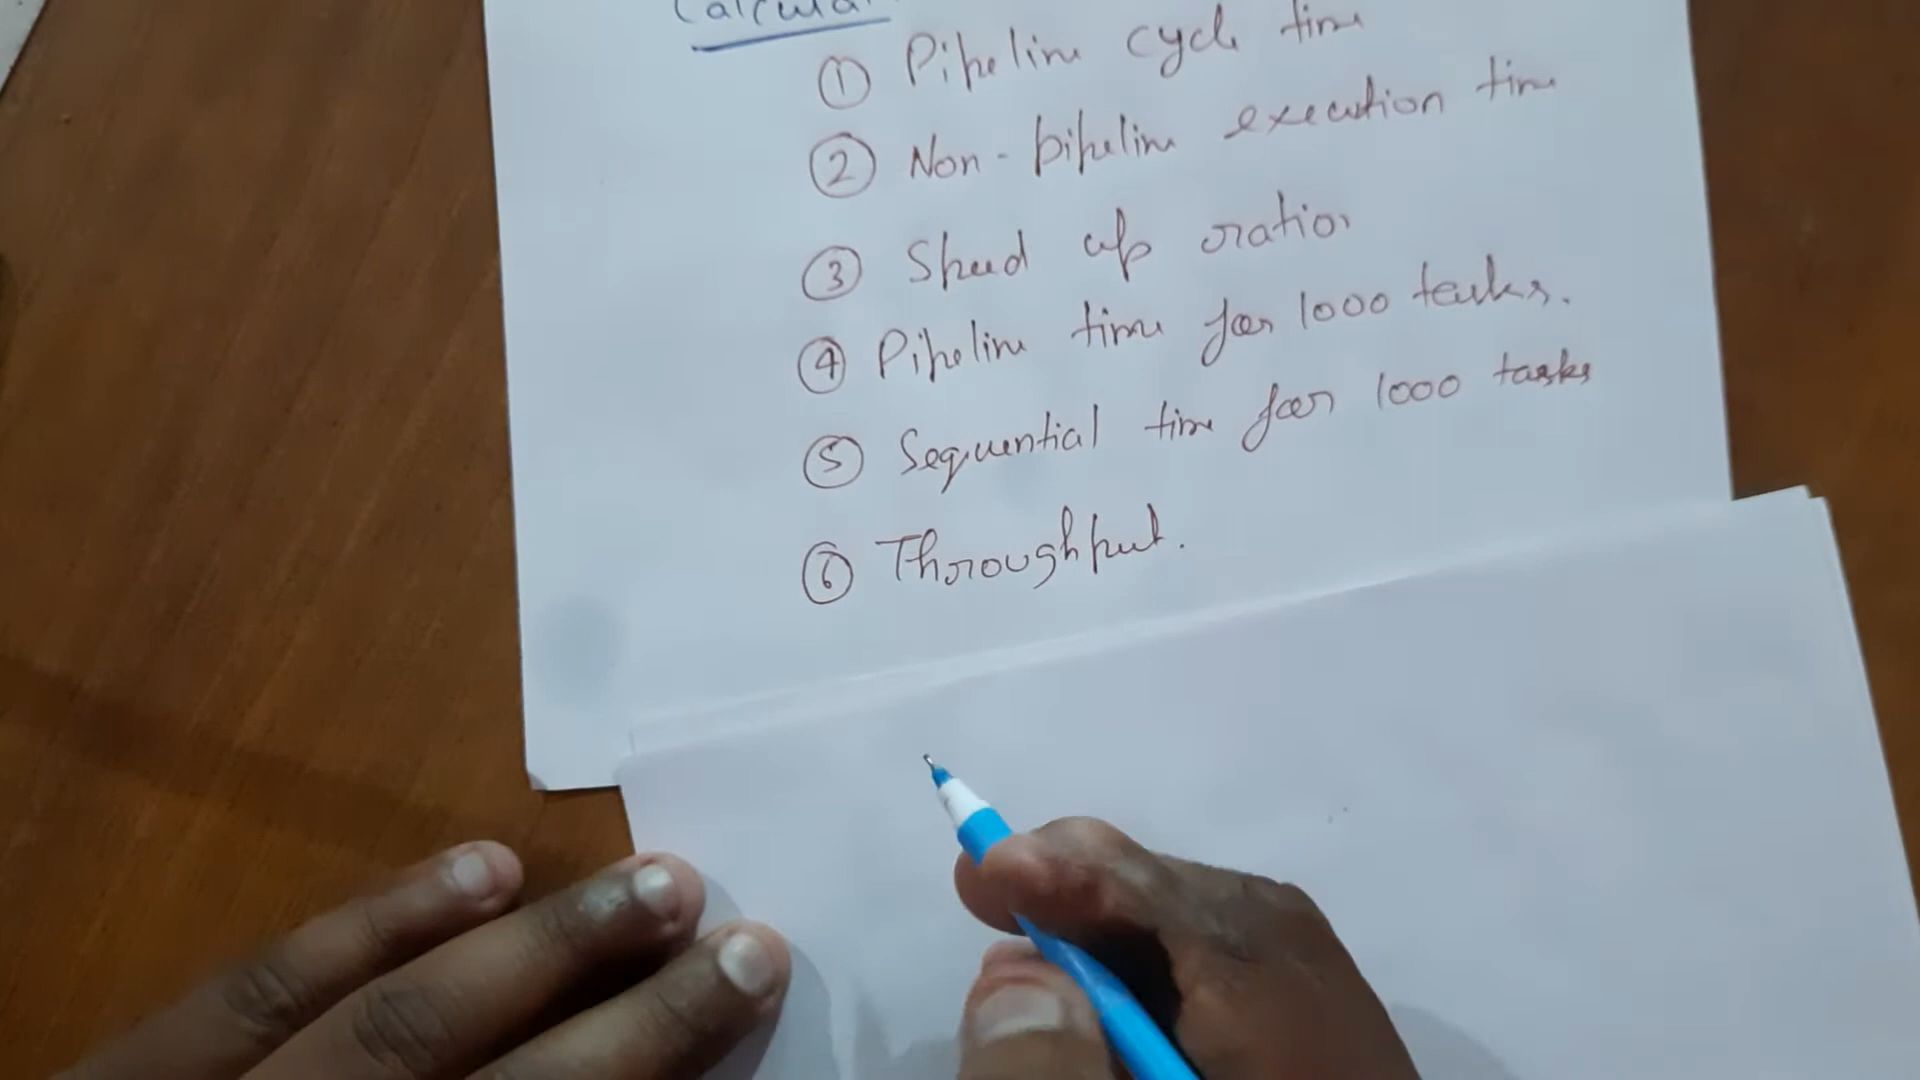 Calcula
① Pipeline cycle time
② Non-pipeline execution time
③ Speed up ratio
④ Pipeline time for 1000 tasks.
⑤ Sequential time for 1000 tasks
⑥ Throughput.